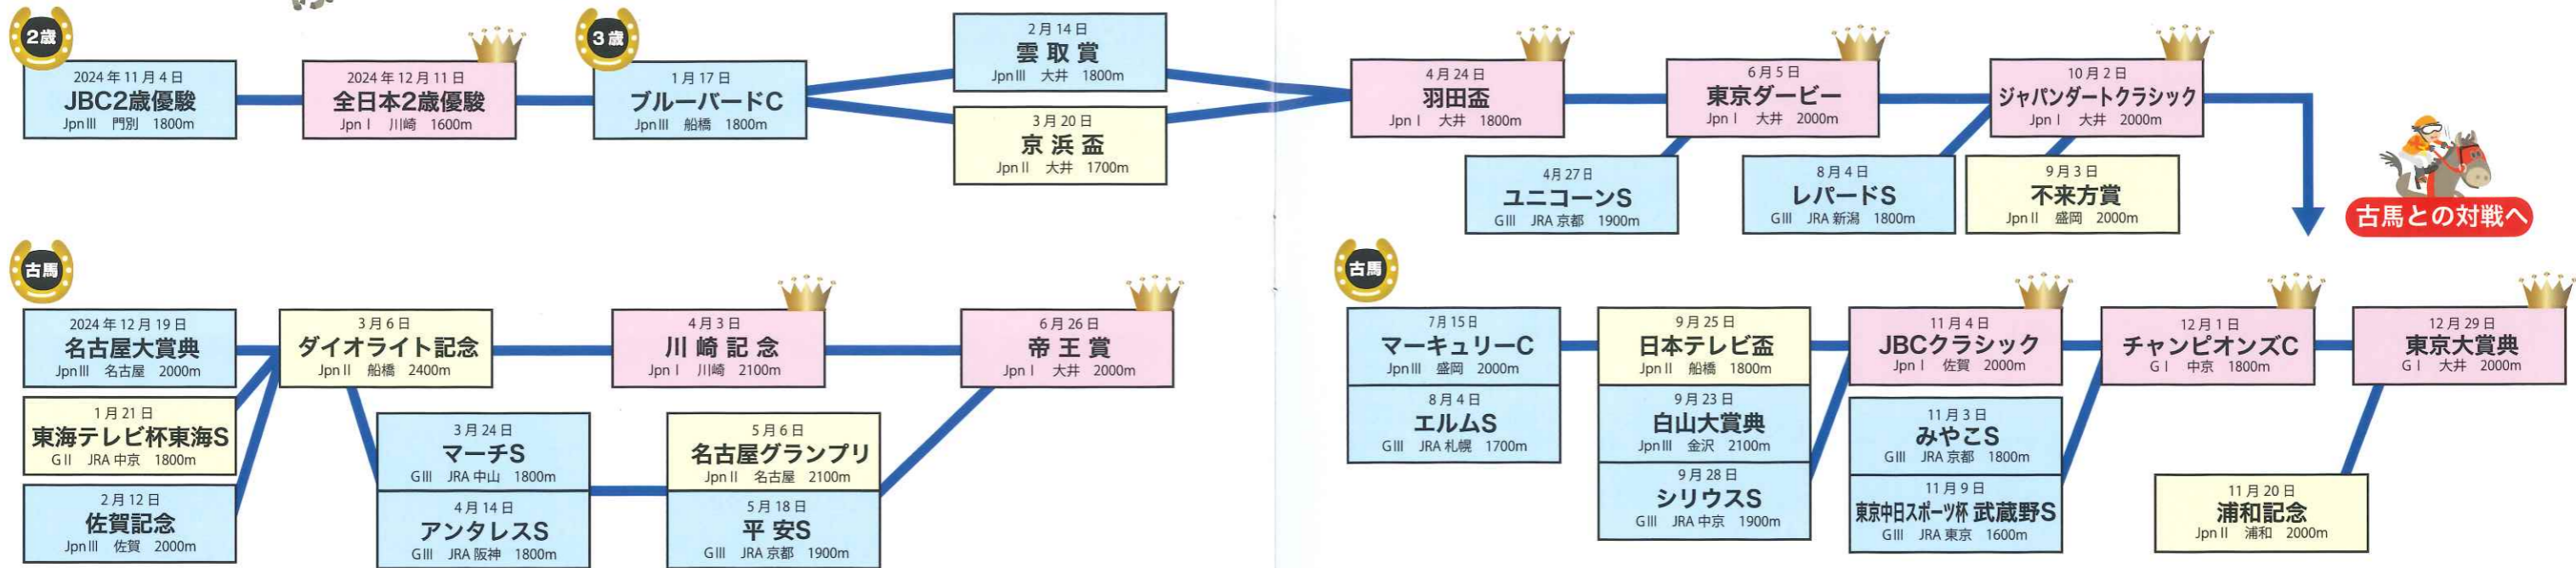 2歳
2024年11月4日
JBC2歳優駿
JpnⅢ 門別 1800m
2024年12月11日
全日本2歳優駿
JpnⅠ 川崎 1600m
3歳
1月17日
ブルーバードC
JpnⅢ 船橋 1800m
2月14日
雲取賞
JpnⅢ 大井 1800m
3月20日
京浜盃
JpnⅡ 大井 1700m
4月24日
羽田盃
JpnⅠ 大井 1800m
6月5日
東京ダービー
JpnⅠ 大井 2000m
10月2日
ジャパンダートクラシック
JpnⅠ 大井 2000m
4月27日
ユニコーンS
GⅢ JRA京都 1900m
8月4日
レパードS
GⅢ JRA新潟 1800m
9月3日
不来方賞
JpnⅡ 盛岡 2000m
古馬との対戦へ
古馬
2024年12月19日
名古屋大賞典
JpnⅢ 名古屋 2000m
1月21日
東海テレビ杯東海S
GⅡ JRA中京 1800m
2月12日
佐賀記念
JpnⅢ 佐賀 2000m
3月6日
ダイオライト記念
JpnⅡ 船橋 2400m
4月3日
川崎記念
JpnⅠ 川崎 2100m
6月26日
帝王賞
JpnⅠ 大井 2000m
3月24日
マーチS
GⅢ JRA中山 1800m
4月14日
アンタレスS
GⅢ JRA阪神 1800m
5月6日
名古屋グランプリ
JpnⅡ 名古屋 2100m
5月18日
平安S
GⅢ JRA京都 1900m
古馬
7月15日
マーキュリーC
JpnⅢ 盛岡 2000m
8月4日
エルムS
GⅢ JRA札幌 1700m
9月25日
日本テレビ盃
JpnⅡ 船橋 1800m
9月23日
白山大賞典
JpnⅢ 金沢 2100m
9月28日
シリウスS
GⅢ JRA中京 1900m
11月4日
JBCクラシック
JpnⅠ 佐賀 2000m
11月3日
みやこS
GⅢ JRA京都 1800m
11月9日
東京中日スポーツ杯 武蔵野S
GⅢ JRA東京 1600m
12月1日
チャンピオンズC
GⅠ 中京 1800m
12月29日
東京大賞典
GⅠ 大井 2000m
11月20日
浦和記念
JpnⅡ 浦和 2000m